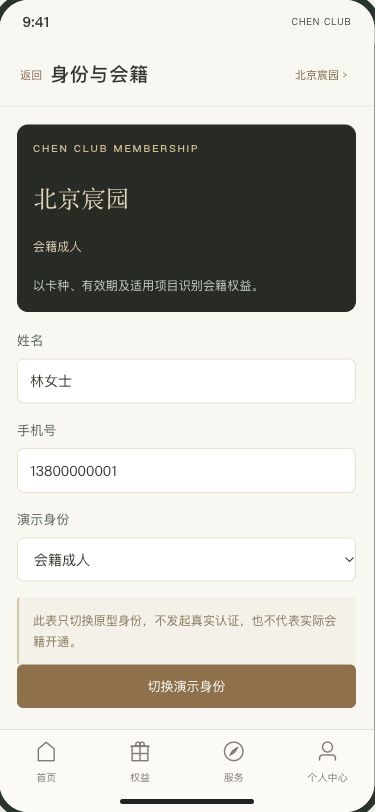 9:41 CHEN CLUB
返回 身份与会籍 北京宸园 ›
CHEN CLUB MEMBERSHIP
北京宸园
会籍成人
以卡种、有效期及适用项目识别会籍权益。
姓名
林女士
手机号
13800000001
演示身份
会籍成人
此表只切换原型身份，不发起真实认证，也不代表实际会
籍开通。
切换演示身份
首页 权益 服务 个人中心